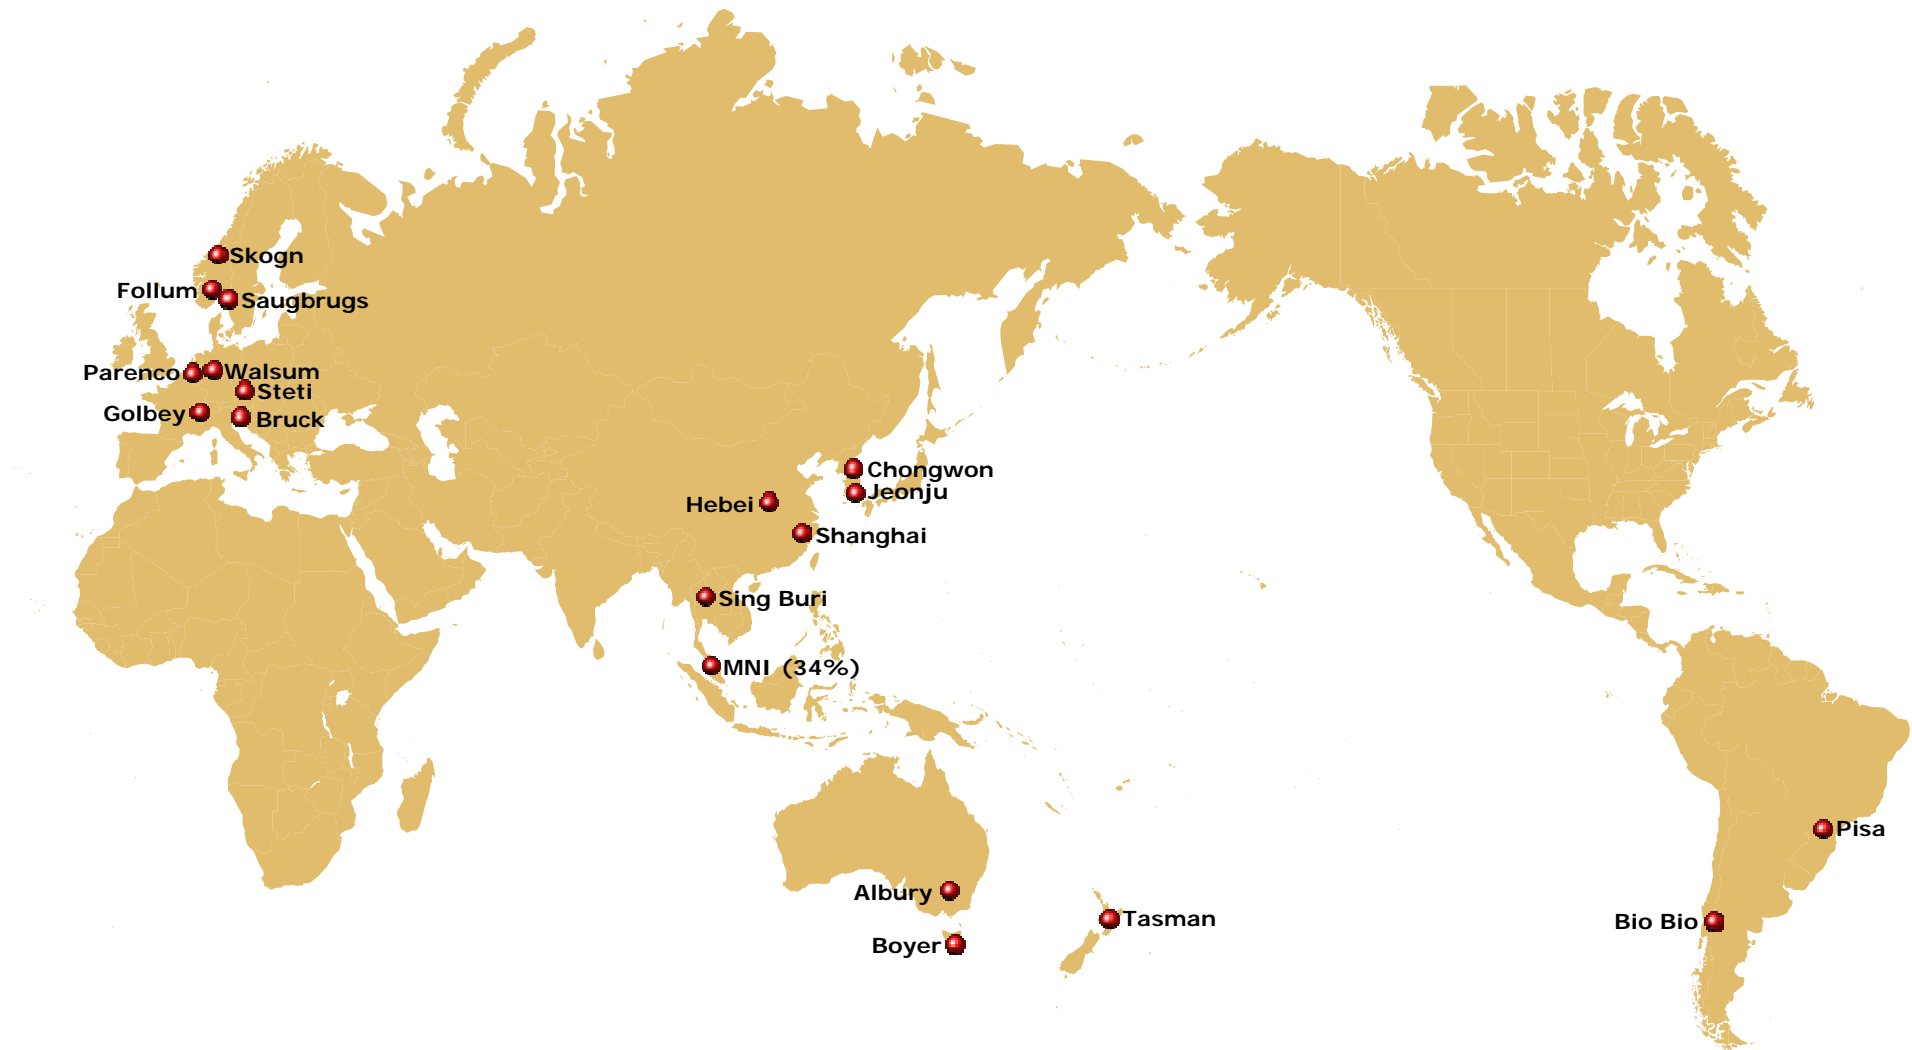 Skogn
Follum
Saugbrugs
Parenco
Walsum
Steti
Golbey
Bruck
Chongwon
Jeonju
Hebei
Shanghai
Sing Buri
MNI (34%)
Pisa
Albury
Tasman
Bio Bio
Boyer